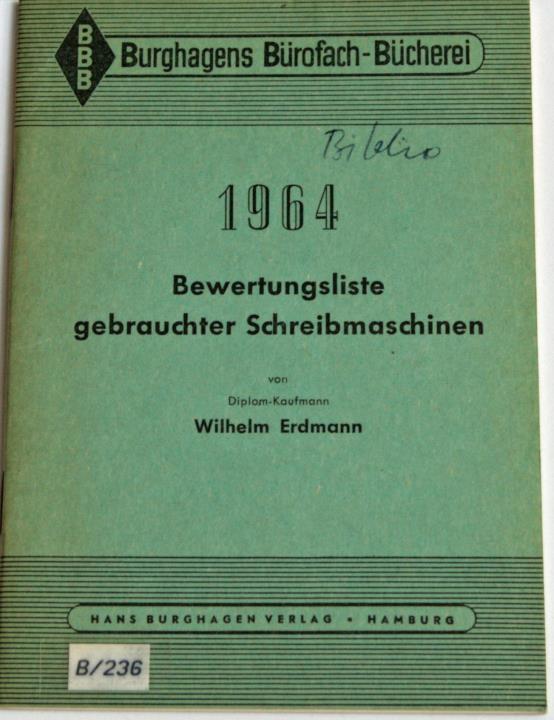 BBB
Burghagens Bürofach-Bücherei
Biblio
1964
Bewertungsliste
gebrauchter Schreibmaschinen
von
Diplom-Kaufmann
Wilhelm Erdmann
HANS BURGHAGEN VERLAG • HAMBURG
B/236